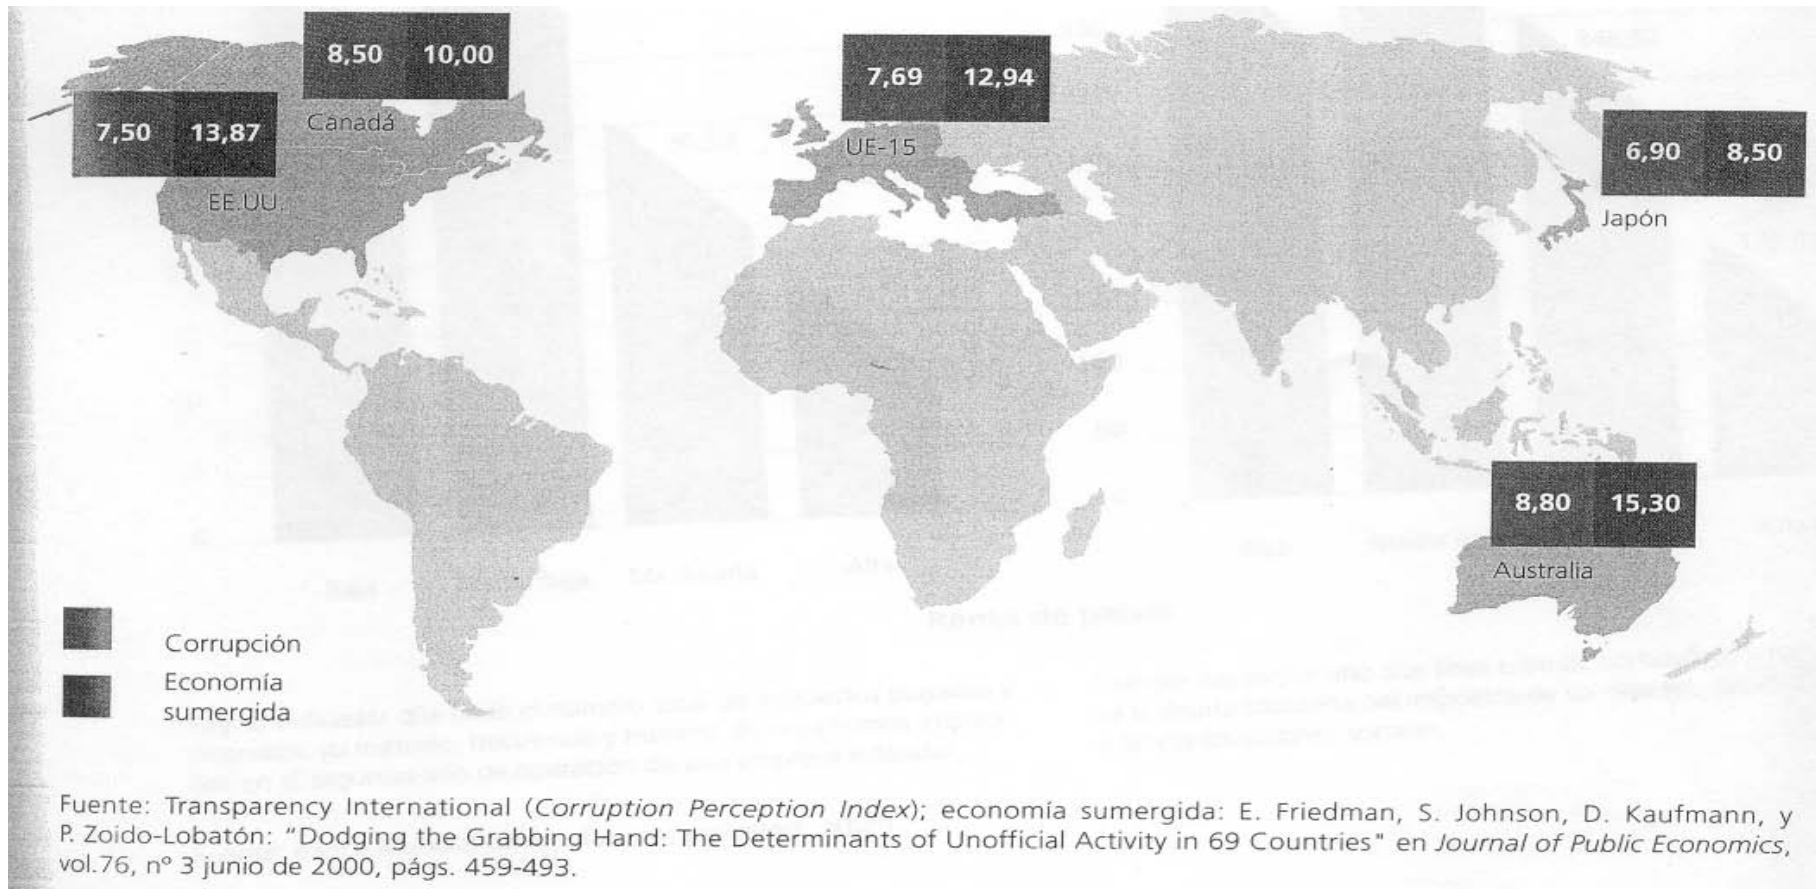 8,50 10,00
Canadá
7,50 13,87
EE.UU.
7,69 12,94
UE-15
6,90 8,50
Japón
8,80 15,30
Australia
Corrupción
Economía
sumergida
Fuente: Transparency International (Corruption Perception Index); economía sumergida: E. Friedman, S. Johnson, D. Kaufmann, y
P. Zoido-Lobatón: "Dodging the Grabbing Hand: The Determinants of Unofficial Activity in 69 Countries" en Journal of Public Economics,
vol.76, nº 3 junio de 2000, págs. 459-493.